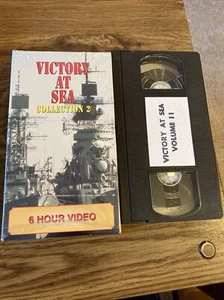 VICTORY
AT
SEA
COLLECTION 2
6 HOUR VIDEO
VICTORY AT SEA
VOLUME II